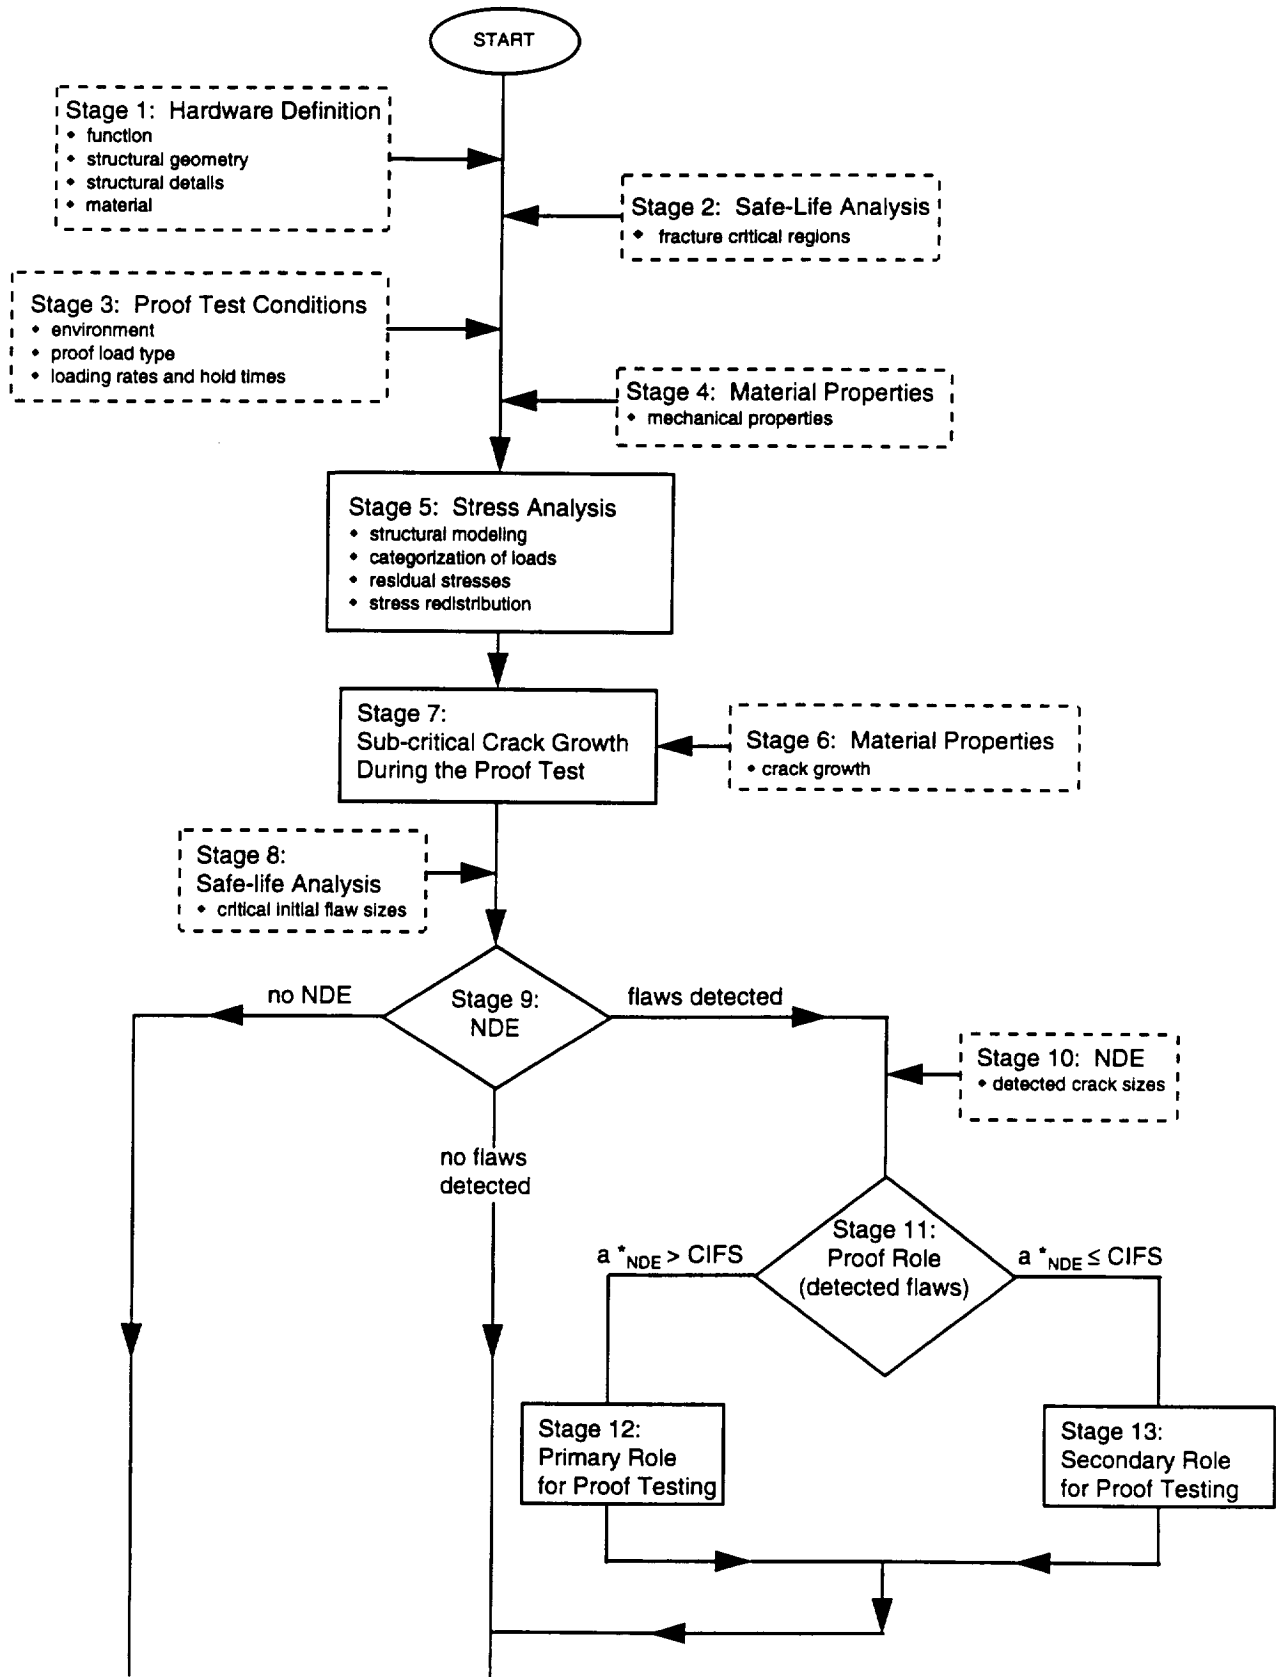 START
Stage 1: Hardware Definition
• function
• structural geometry
• structural details
• material
Stage 2: Safe-Life Analysis
• fracture critical regions
Stage 3: Proof Test Conditions
• environment
• proof load type
• loading rates and hold times
Stage 4: Material Properties
• mechanical properties
Stage 5: Stress Analysis
• structural modeling
• categorization of loads
• residual stresses
• stress redistribution
Stage 7:
Sub-critical Crack Growth
During the Proof Test
Stage 6: Material Properties
• crack growth
Stage 8:
Safe-life Analysis
• critical initial flaw sizes
no NDE
Stage 9:
NDE
flaws detected
Stage 10: NDE
• detected crack sizes
no flaws
detected
Stage 11:
Proof Role
(detected flaws)
a *NDE > CIFS
a *NDE ≤ CIFS
Stage 12:
Primary Role
for Proof Testing
Stage 13:
Secondary Role
for Proof Testing